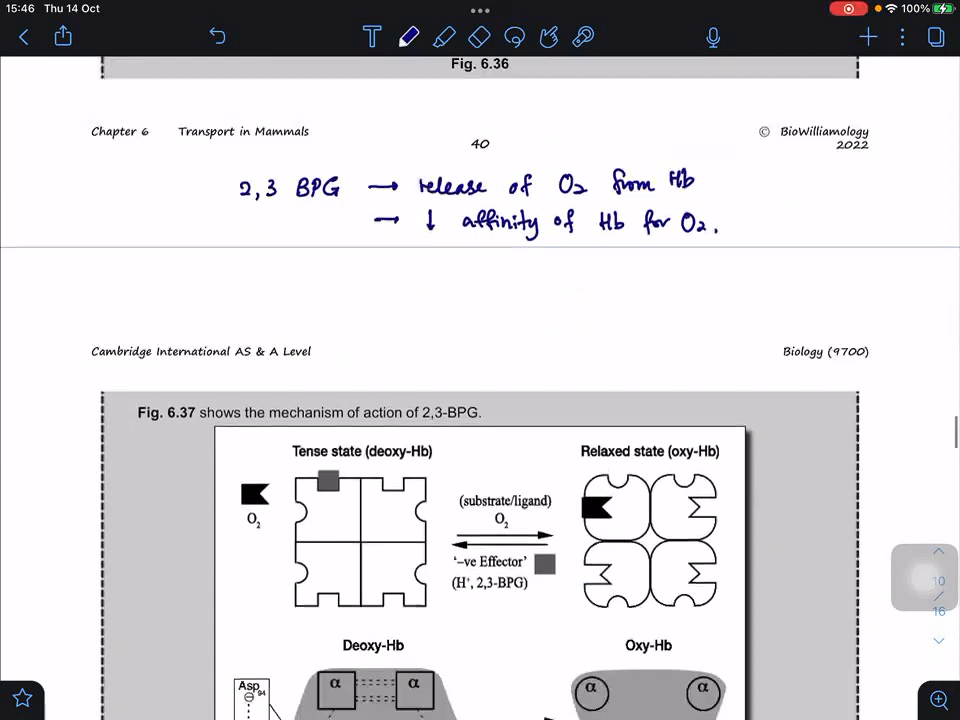 15:46 Thu 14 Oct
100%
T
Fig. 6.36
Chapter 6 Transport in Mammals
© BioWilliamology
40
2022
2,3 BPG → release of O₂ from Hb
→ ↓ affinity of Hb for O₂.
Cambridge International AS & A Level
Biology (9700)
Fig. 6.37 shows the mechanism of action of 2,3-BPG.
Tense state (deoxy-Hb)
Relaxed state (oxy-Hb)
O₂
(substrate/ligand)
O₂
‘–ve Effector’
(H⁺, 2,3-BPG)
10
/
16
Deoxy-Hb
Oxy-Hb
Asp₉₄
⊖
α
α
α
α